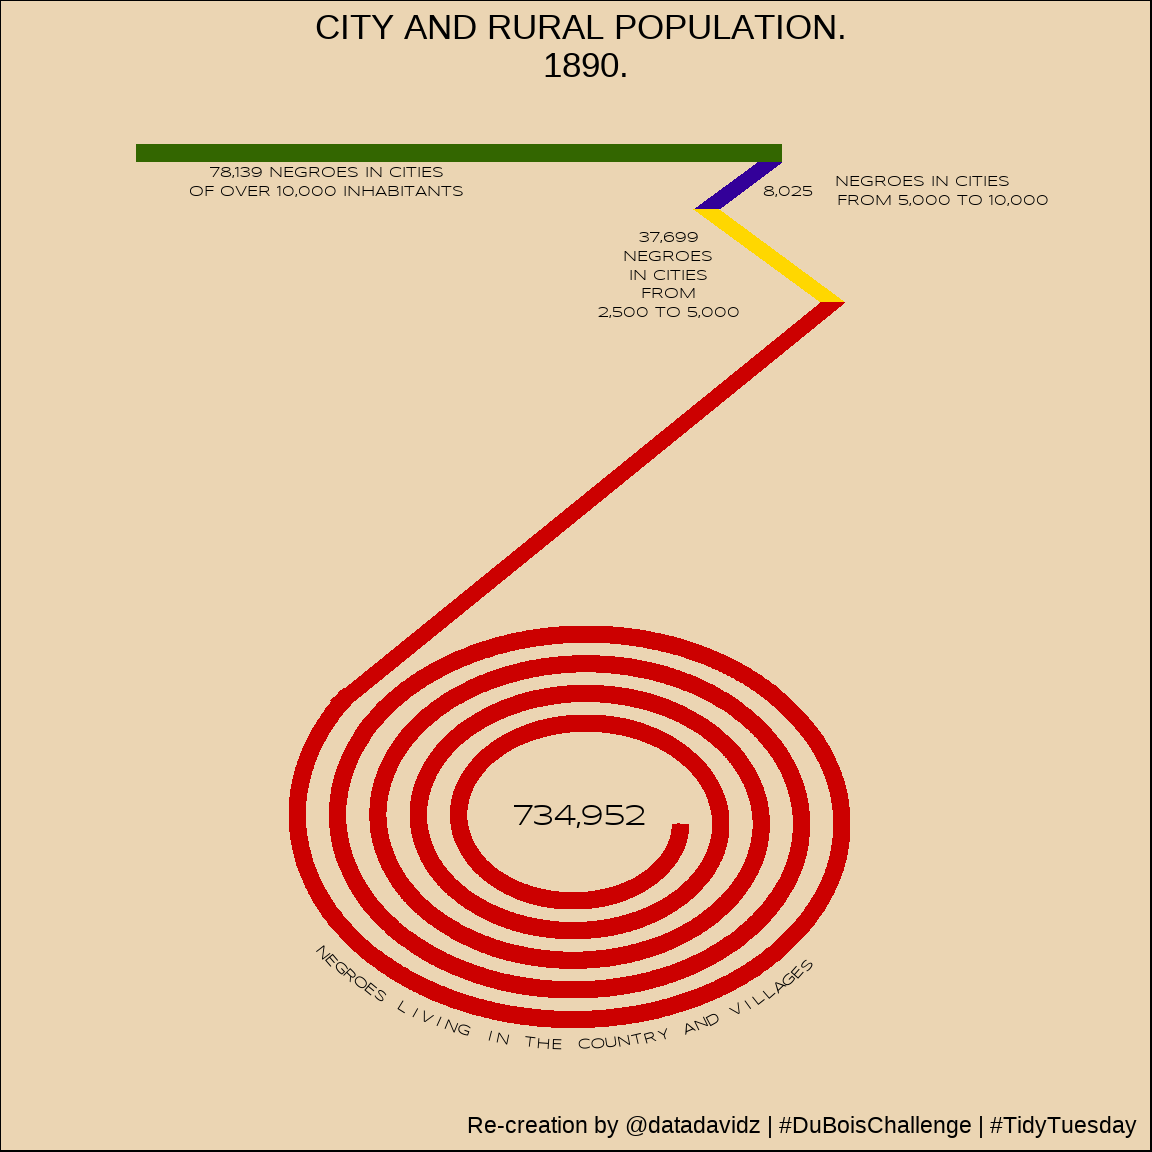 CITY AND RURAL POPULATION.
1890.
78,139 NEGROES IN CITIES
OF OVER 10,000 INHABITANTS
8,025
NEGROES IN CITIES
FROM 5,000 TO 10,000
37,699
NEGROES
IN CITIES
FROM
2,500 TO 5,000
734,952
NEGROES LIVING IN THE COUNTRY AND VILLAGES
Re-creation by @datadavidz | #DuBoisChallenge | #TidyTuesday